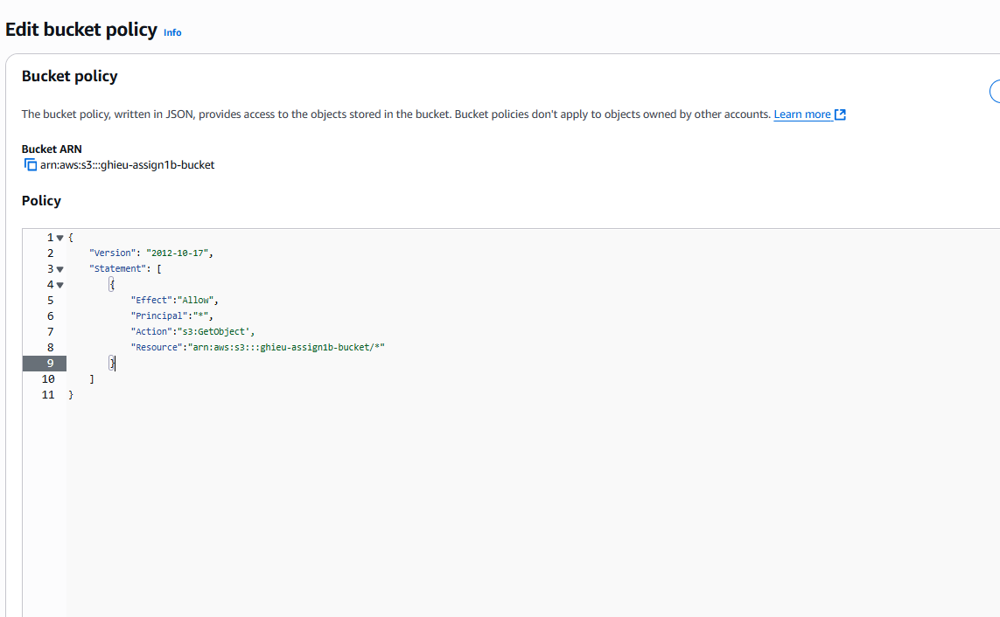 Edit bucket policy Info
Bucket policy
The bucket policy, written in JSON, provides access to the objects stored in the bucket. Bucket policies don't apply to objects owned by other accounts. Learn more
Bucket ARN
arn:aws:s3:::ghieu-assign1b-bucket
Policy
1 {
2 "Version": "2012-10-17",
3 "Statement": [
4 {
5 "Effect":"Allow",
6 "Principal":"*",
7 "Action":"s3:GetObject',
8 "Resource":"arn:aws:s3:::ghieu-assign1b-bucket/*"
9 }
10 ]
11 }